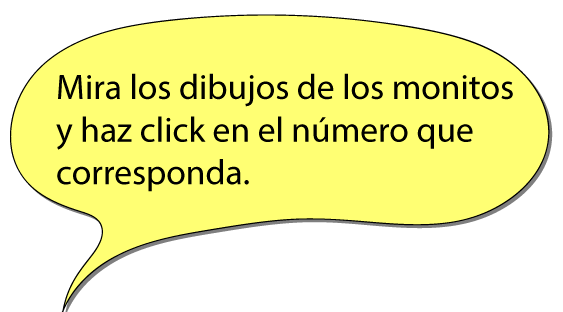 Mira los dibujos de los monitos
y haz click en el número que
corresponda.